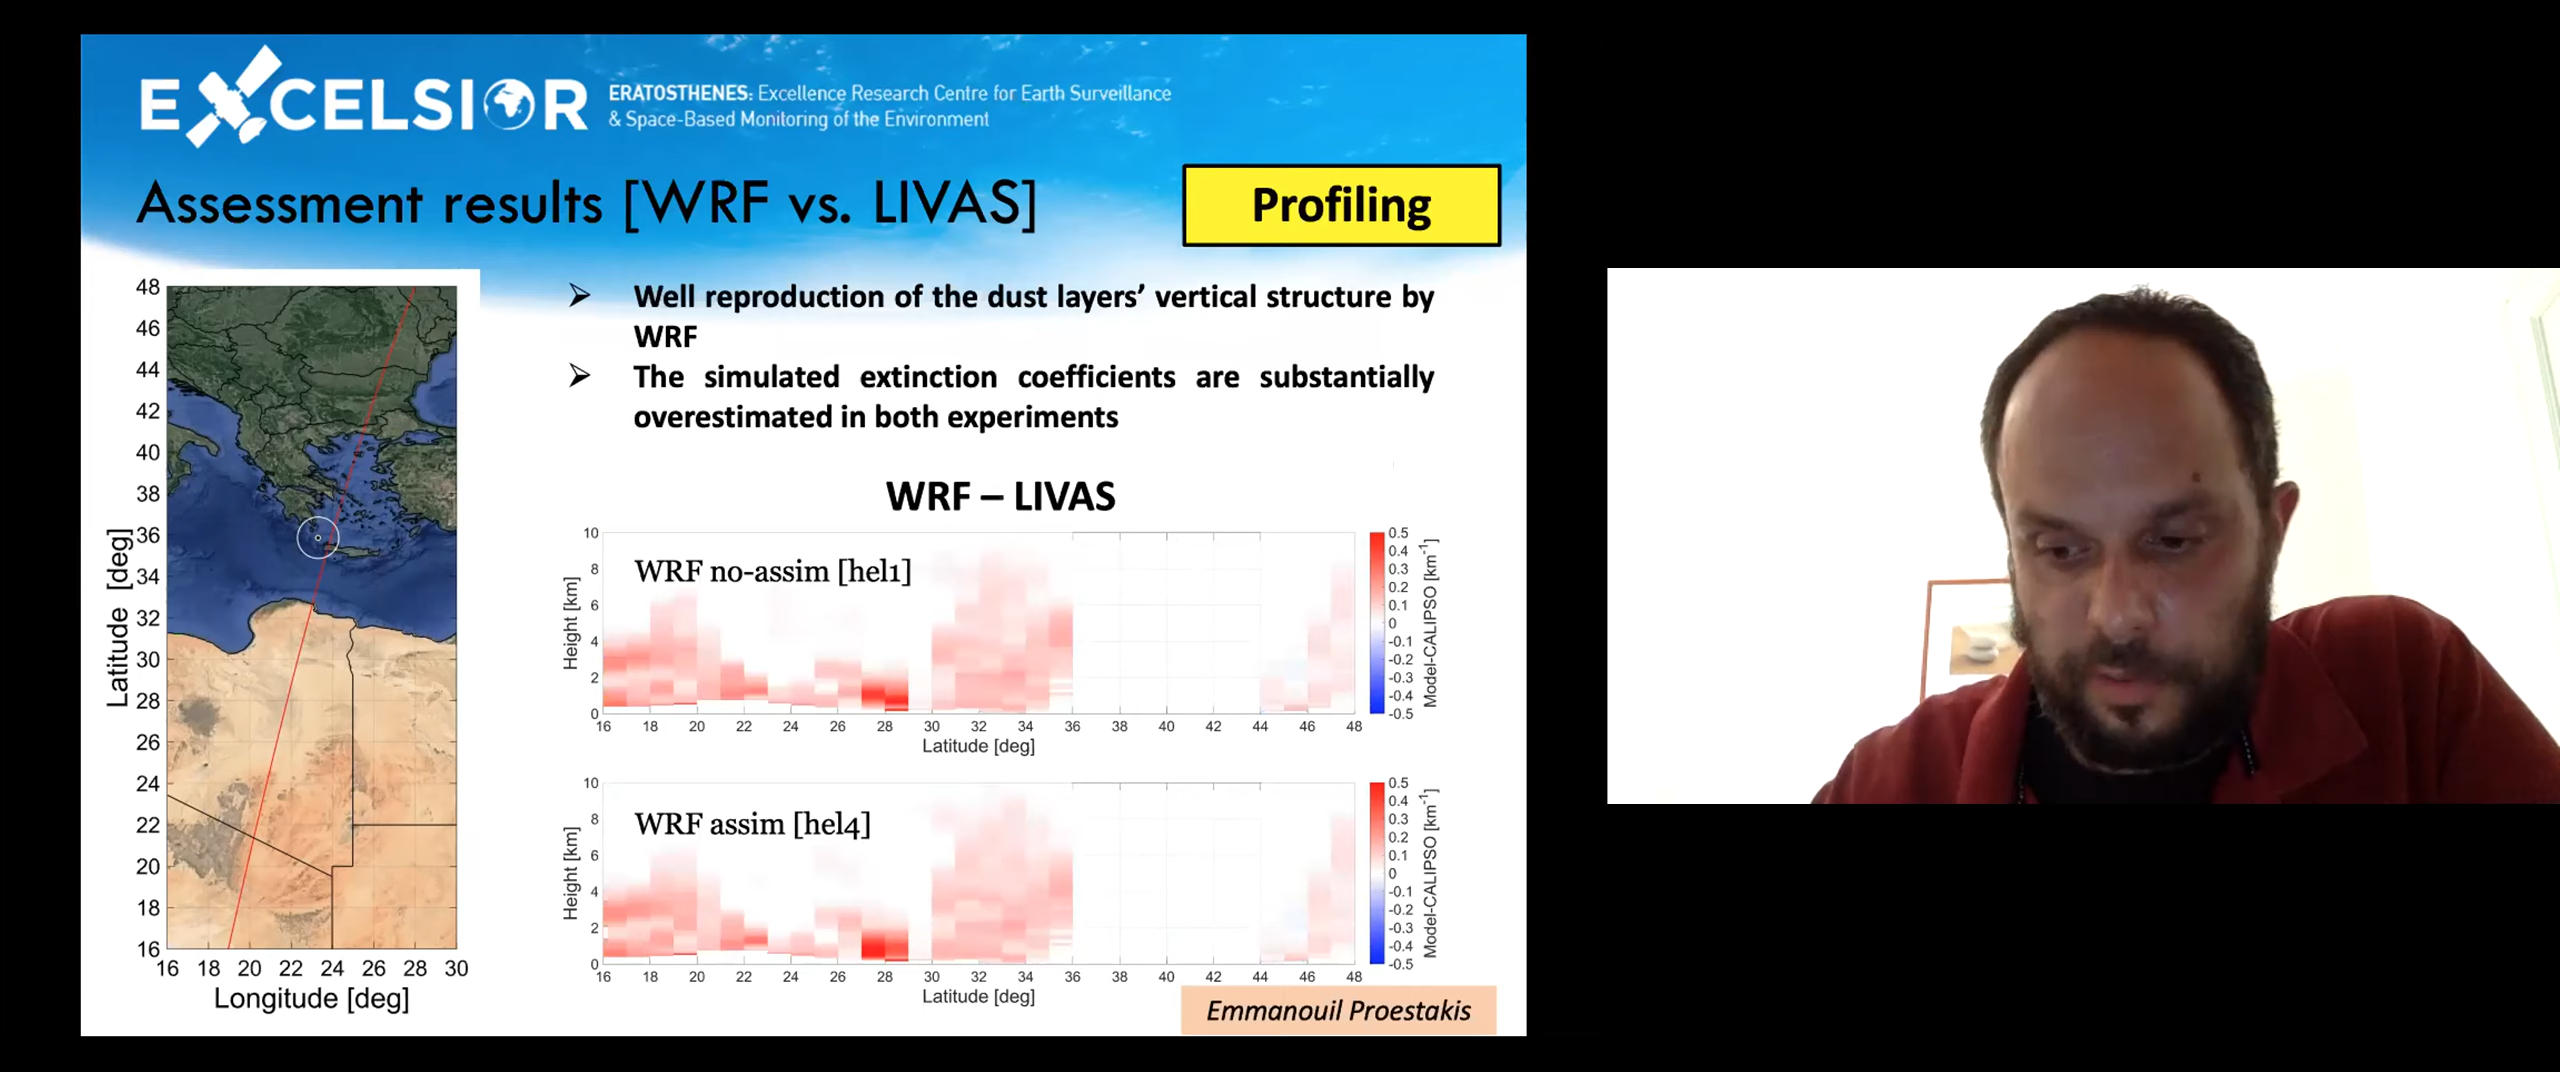 EXCELSIOR
ERATOSTHENES: Excellence Research Centre for Earth Surveillance
& Space-Based Monitoring of the Environment
Assessment results [WRF vs. LIVAS]
Profiling
➢ Well reproduction of the dust layers’ vertical structure by
WRF
➢ The simulated extinction coefficients are substantially
overestimated in both experiments
48
46
44
42
40
38
36
34
32
30
28
26
24
22
20
18
16
Latitude [deg]
16 18 20 22 24 26 28 30
Longitude [deg]
WRF – LIVAS
WRF no-assim [hel1]
10
8
6
4
2
0
Height [km]
16 18 20 22 24 26 28 30 32 34 36 38 40 42 44 46 48
Latitude [deg]
0.5
0.4
0.3
0.2
0.1
0
-0.1
-0.2
-0.3
-0.4
-0.5
Model-CALIPSO [km-1]
WRF assim [hel4]
10
8
6
4
2
0
Height [km]
16 18 20 22 24 26 28 30 32 34 36 38 40 42 44 46 48
Latitude [deg]
0.5
0.4
0.3
0.2
0.1
0
-0.1
-0.2
-0.3
-0.4
-0.5
Model-CALIPSO [km-1]
Emmanouil Proestakis